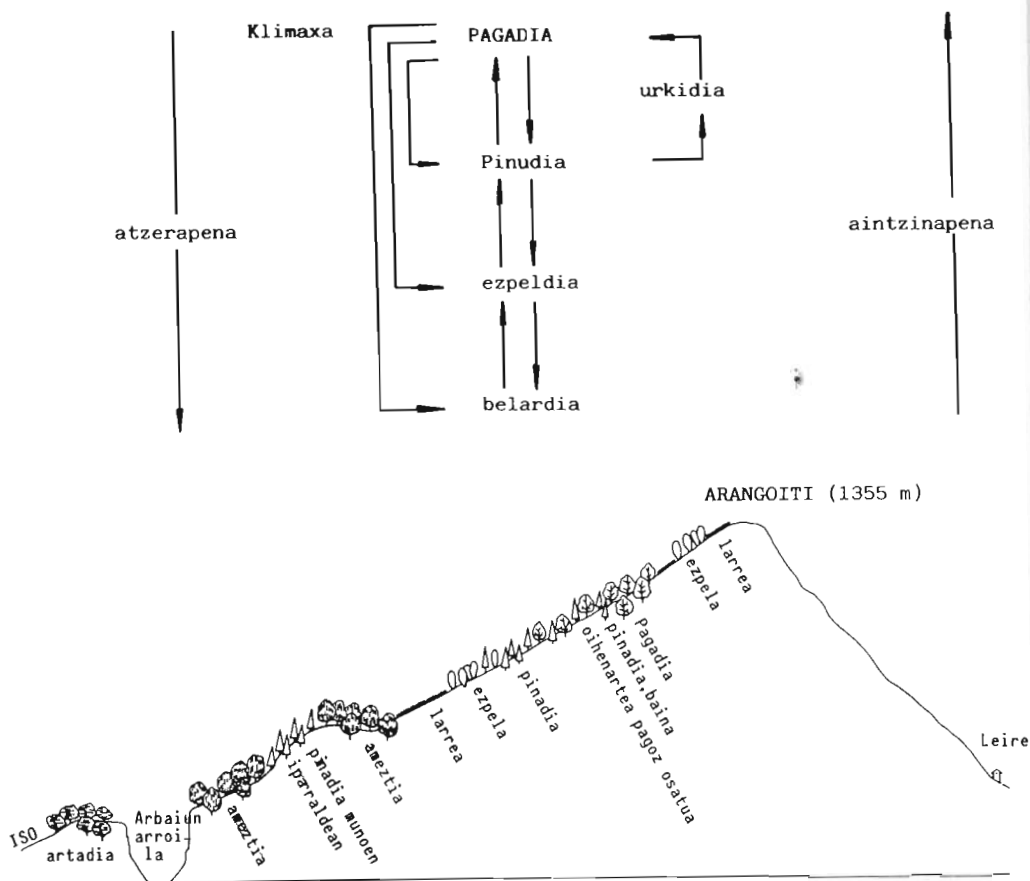 Klimaxa
PAGADIA
urkidia
Pinudia
atzerapena
aintzinapena
ezpeldia
belardia
ARANGOITI (1355 m)
larrea
ezpela
Pagadia
pinadia, baina
oihenartea pagoz osatua
pinadia
ezpela
larrea
ameztia
pinadia munoen
iparraldean
ameztia
Arbaiun
arroi-
la
artadia
ISO
Leire